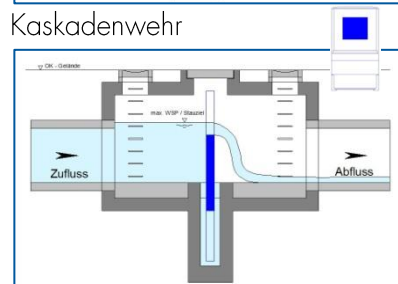 Kaskadenwehr
OK - Gelände
max. WSP / Stauziel
Zufluss
Abfluss